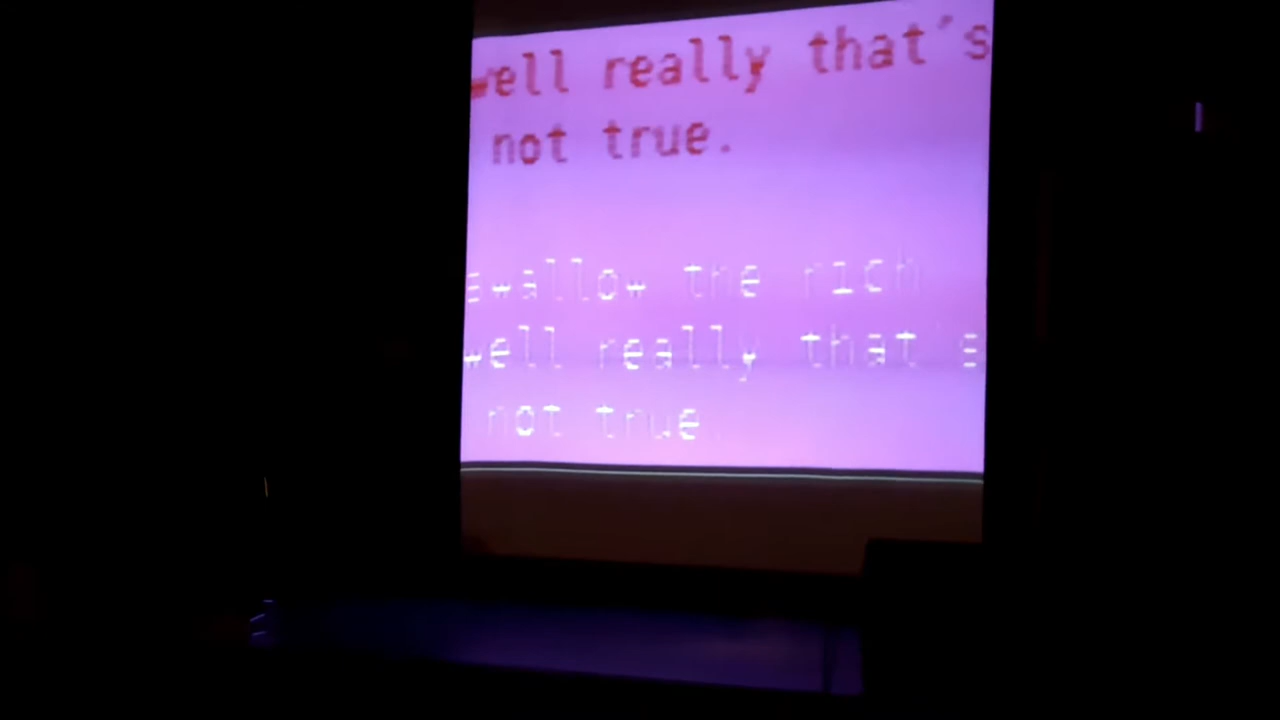 well really that's
not true.
swallow the rich
well really that's
not true.